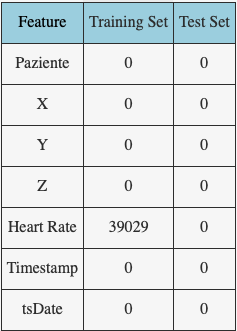 Feature Training Set Test Set
Paziente 0 0
X 0 0
Y 0 0
Z 0 0
Heart Rate 39029 0
Timestamp 0 0
tsDate 0 0